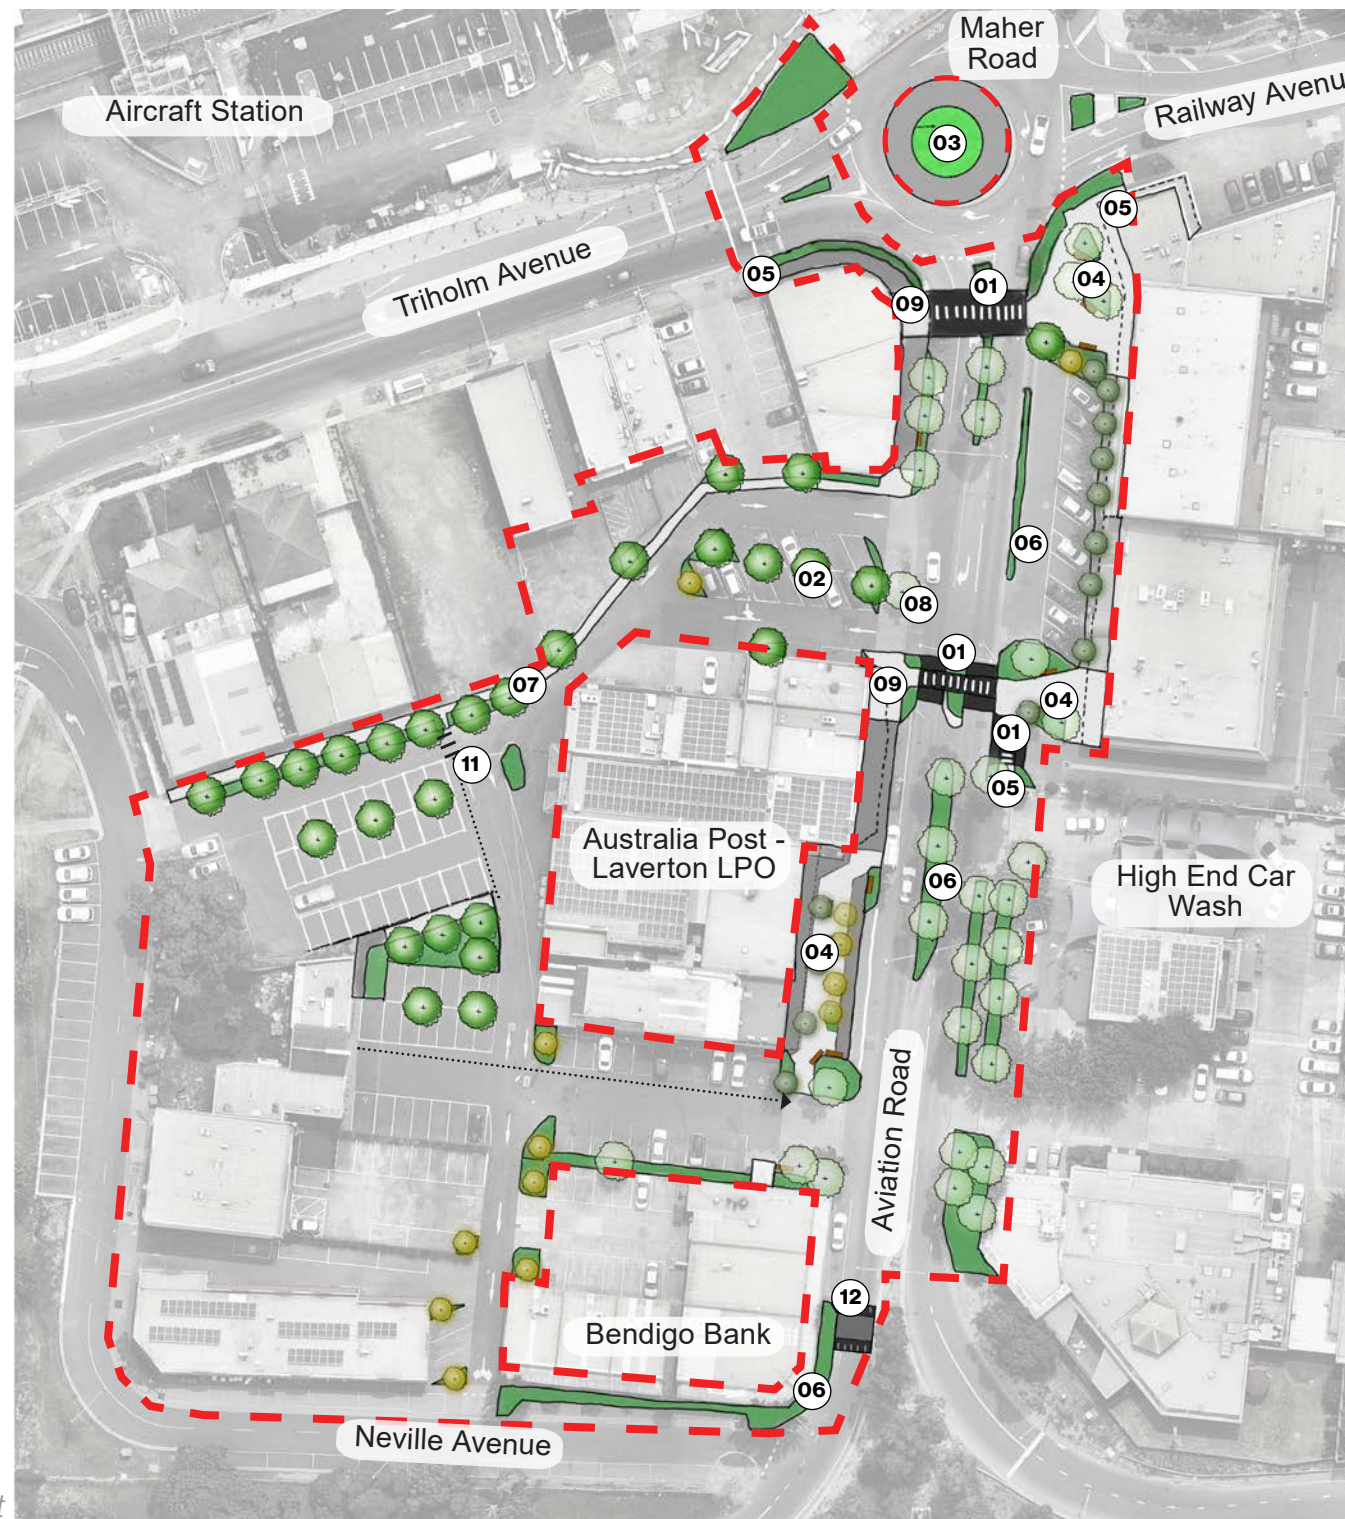 Maher
Road
Aircraft Station
Railway Avenu
03
05
Triholm Avenue
05
01
04
09
06
02
08
01
09
04
07
01
11
05
Australia Post -
Laverton LPO
06
High End Car
Wash
04
Aviation Road
12
Bendigo Bank
06
Neville Avenue
t